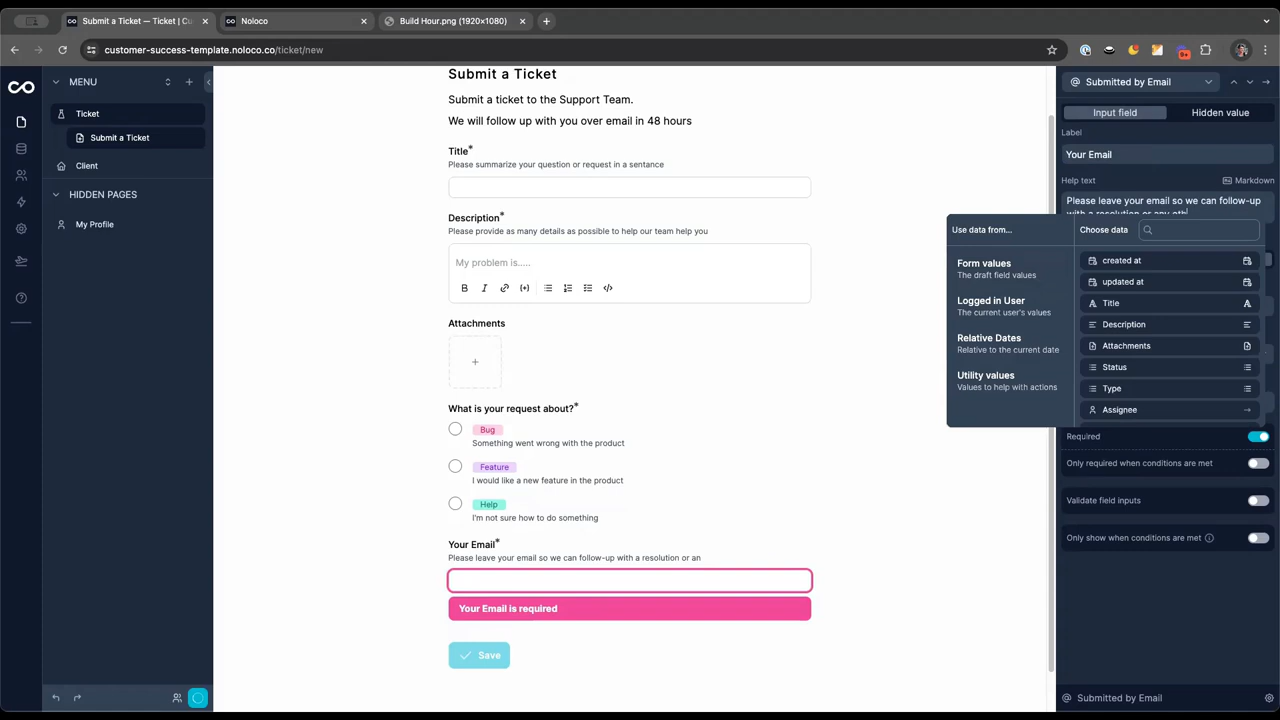 Submit a Ticket — Ticket | Cu
Noloco
Build Hour.png (1920×1080)
customer-success-template.noloco.co/ticket/new
9+
MENU
Ticket
Submit a Ticket
Client
HIDDEN PAGES
My Profile
Submit a Ticket
Submit a ticket to the Support Team.
We will follow up with you over email in 48 hours
Title*
Please summarize your question or request in a sentence
Description*
Please provide as many details as possible to help our team help you
My problem is.....
B I
Attachments
+
What is your request about?*
Bug
Something went wrong with the product
Feature
I would like a new feature in the product
Help
I'm not sure how to do something
Your Email*
Please leave your email so we can follow-up with a resolution or an
Your Email is required
Save
Submitted by Email
Input field
Hidden value
Label
Your Email
Help text
Markdown
Please leave your email so we can follow-up
with a resolution or any oth
Use data from...
Form values
The draft field values
Logged in User
The current user's values
Relative Dates
Relative to the current date
Utility values
Values to help with actions
Choose data
created at
updated at
Title
Description
Attachments
Status
Type
Assignee
Required
Only required when conditions are met
Validate field inputs
Only show when conditions are met
Submitted by Email